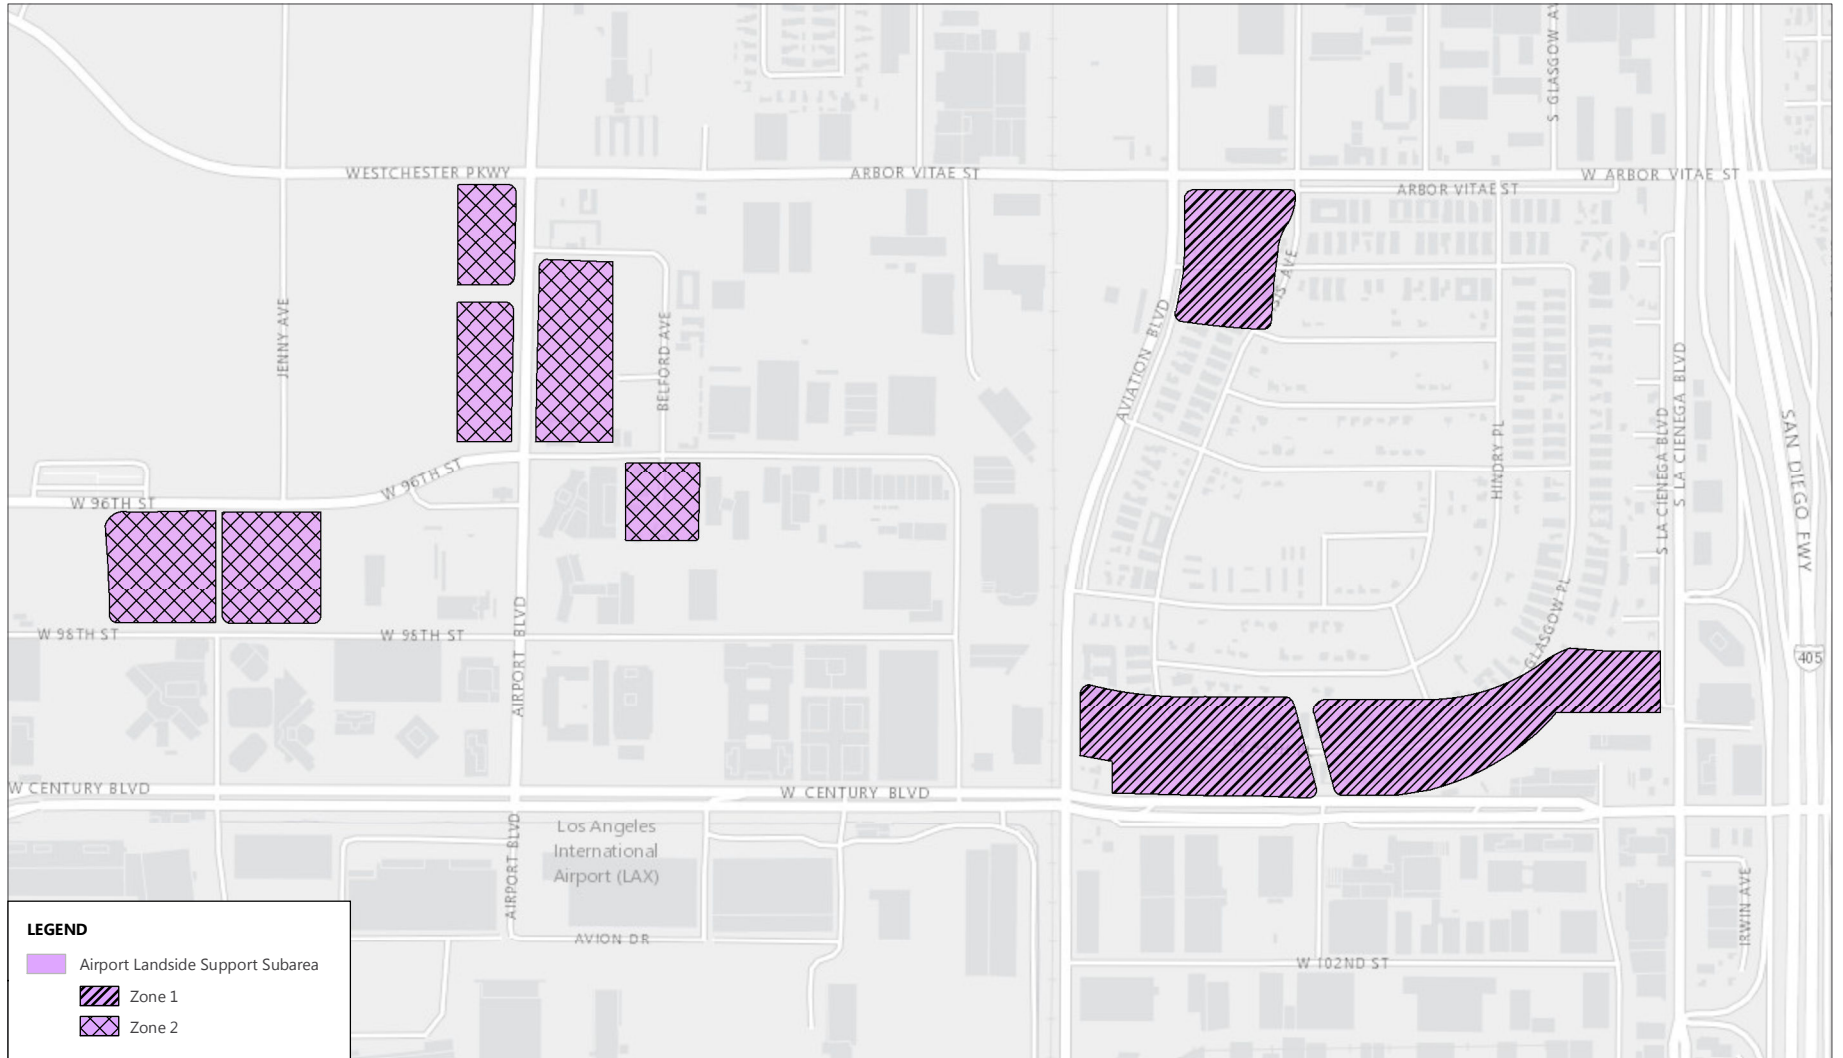 S GLASGOW AV
WESTCHESTER PKWY
ARBOR VITAE ST
W ARBOR VITAE ST
ARBOR VITAE ST
JENNY AVE
BELFORD AVE
AVIATION BLVD
SIS AVE
HINDRY PL
S LA CIENEGA BLVD
S LA CIENEGA BLVD
SAN DIEGO FWY
W 96TH ST
W 96TH ST
GLASGOW PL
W 98TH ST
W 98TH ST
AIRPORT BLVD
405
W CENTURY BLVD
W CENTURY BLVD
Los Angeles
International
Airport (LAX)
AIRPORT BLVD
IRWIN AVE
AVION DR
W 102ND ST
LEGEND
Airport Landside Support Subarea
Zone 1
Zone 2